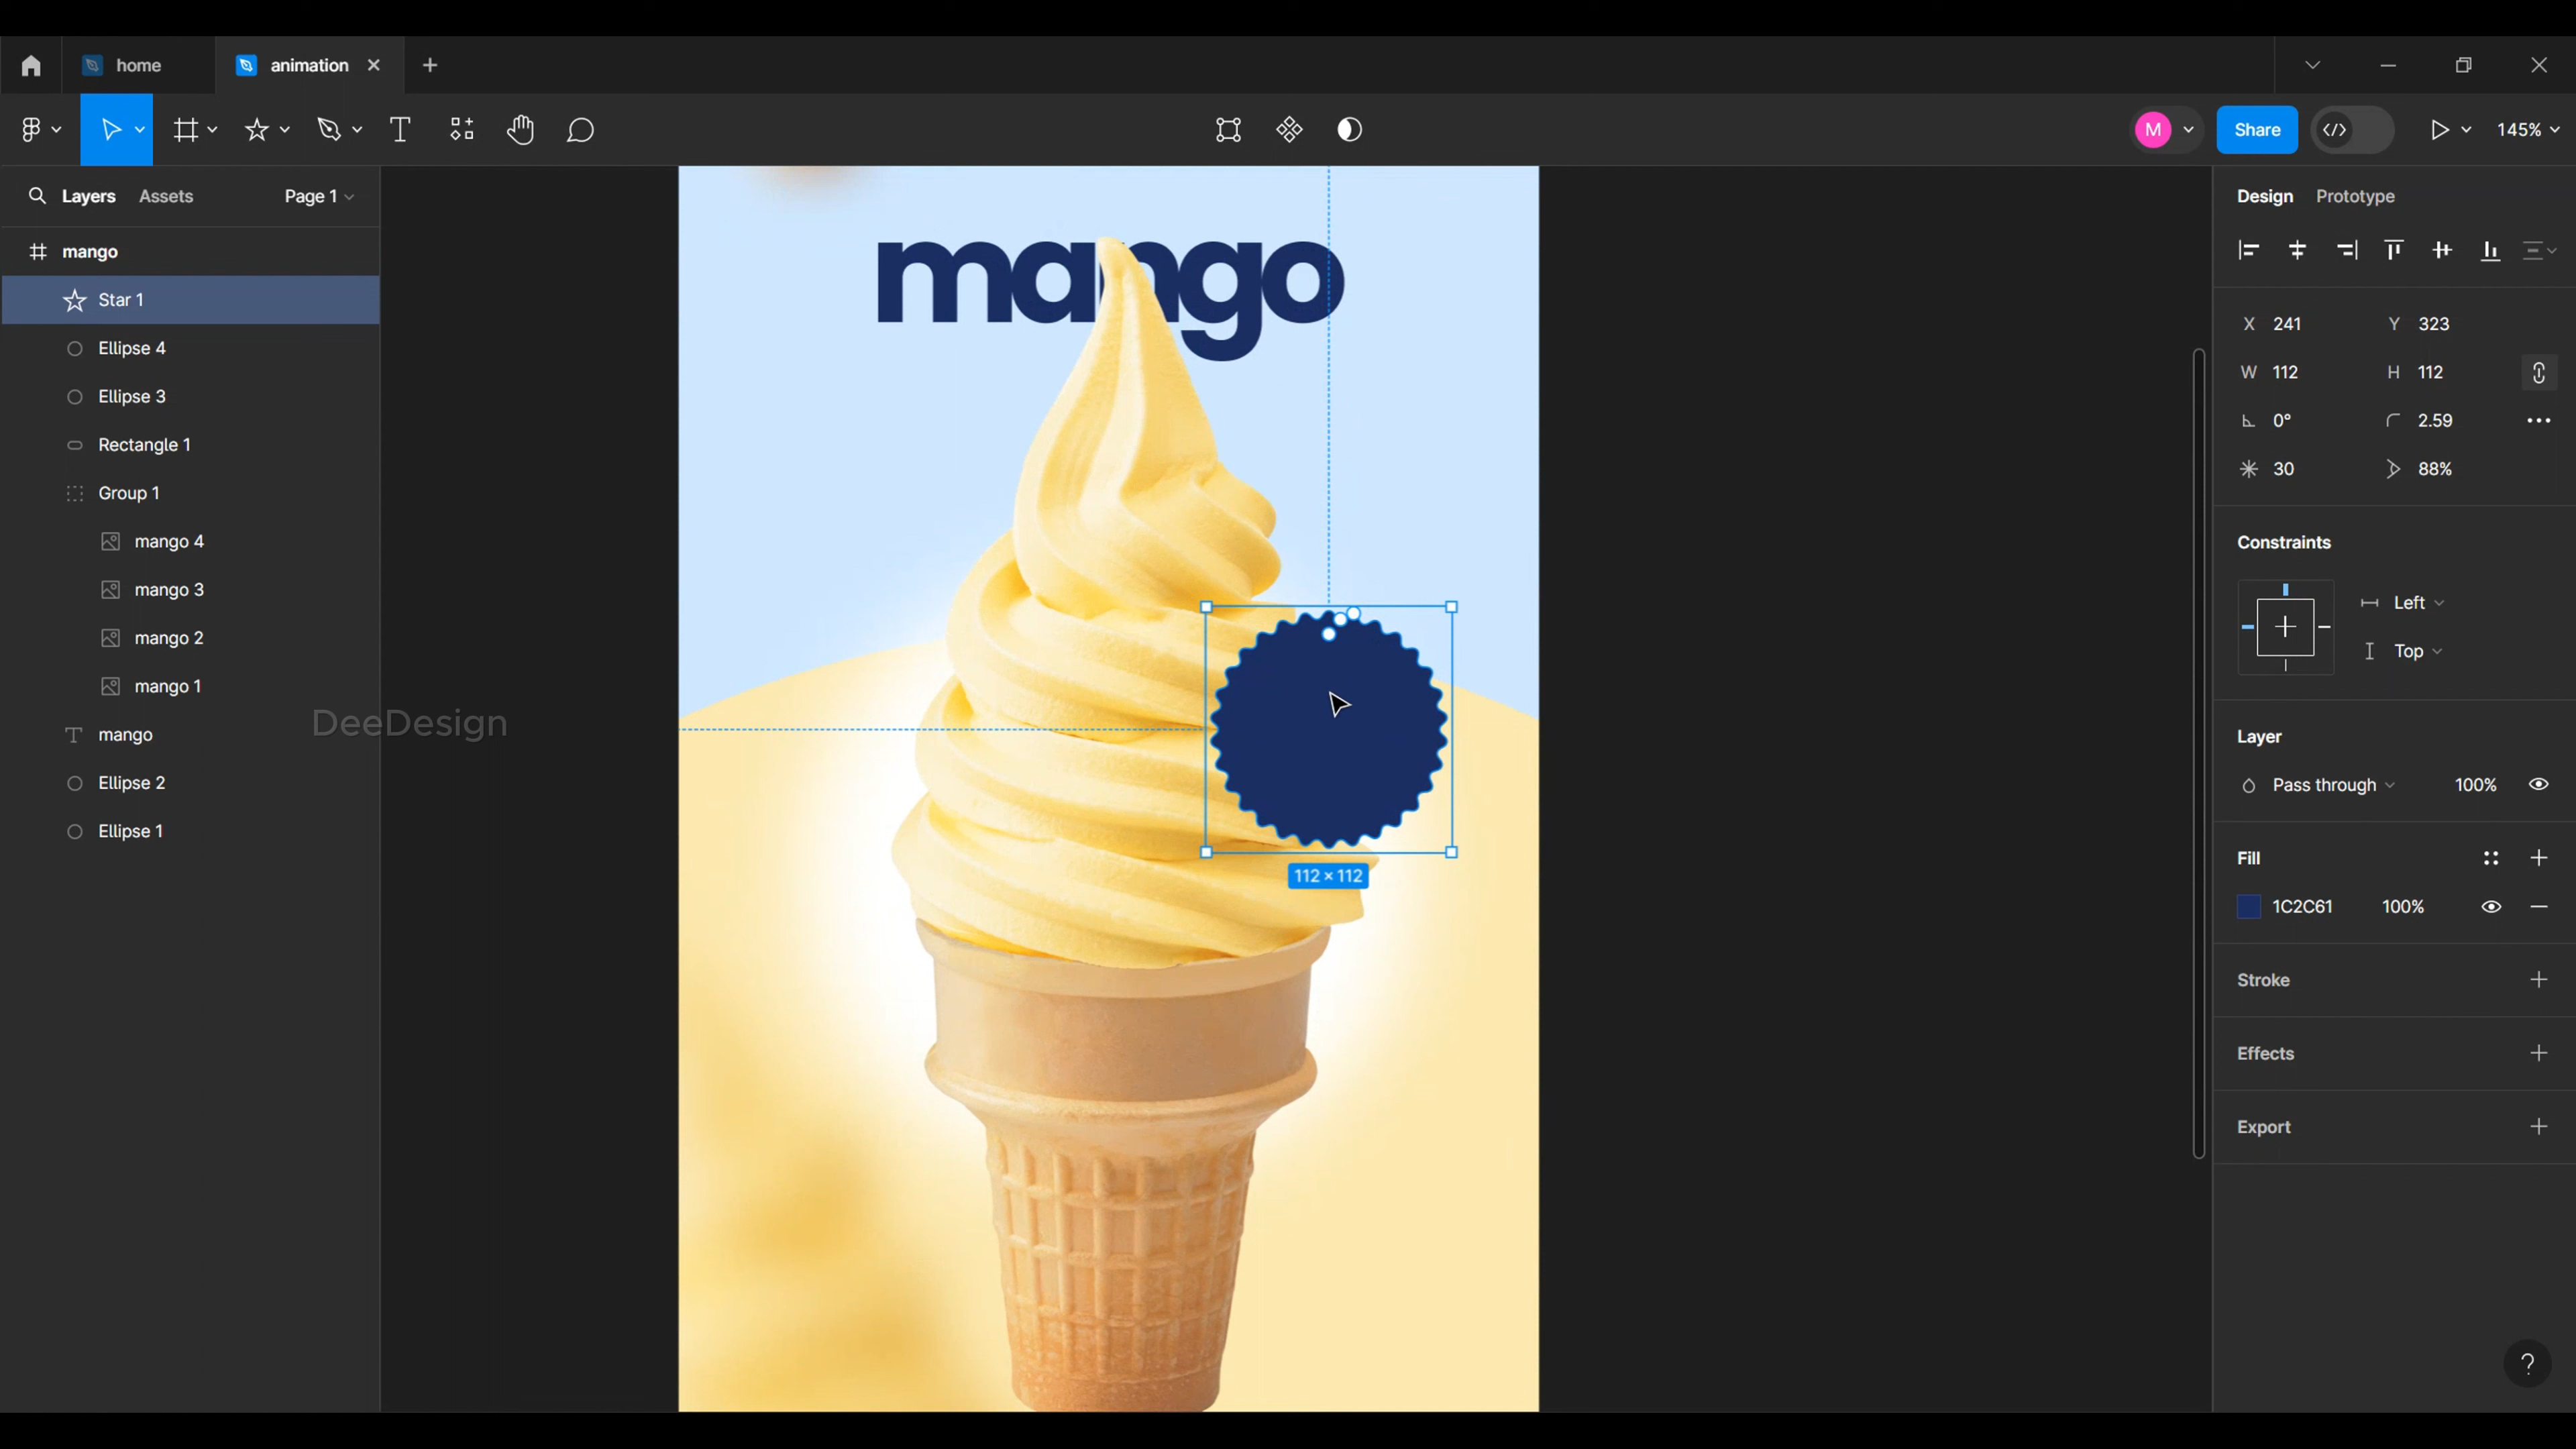 home
animation
M
Share
145%
Layers
Assets
Page 1
Design
Prototype
mango
Star 1
Ellipse 4
Ellipse 3
Rectangle 1
Group 1
mango 4
mango 3
mango 2
mango 1
mango
Ellipse 2
Ellipse 1
DeeDesign
mango
112 × 112
X 241
Y 323
W 112
H 112
0°
2.59
30
88%
Constraints
Left
Top
Layer
Pass through
100%
Fill
1C2C61
100%
Stroke
Effects
Export
?